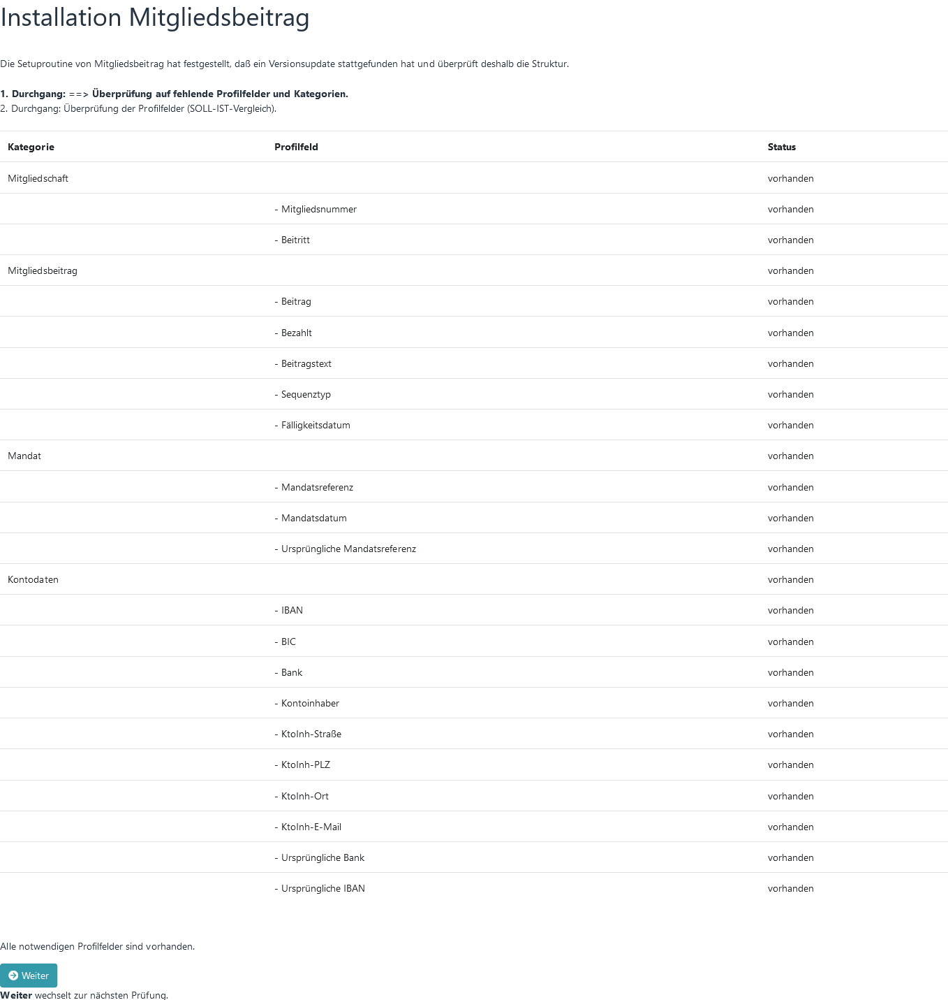 Installation Mitgliedsbeitrag
Die Setuproutine von Mitgliedsbeitrag hat festgestellt, daß ein Versionsupdate stattgefunden hat und überprüft deshalb die Struktur.
1. Durchgang: ==> Überprüfung auf fehlende Profilfelder und Kategorien.
2. Durchgang: Überprüfung der Profilfelder (SOLL-IST-Vergleich).
Kategorie Profilfeld Status
Mitgliedschaft vorhanden
- Mitgliedsnummer vorhanden
- Beitritt vorhanden
Mitgliedsbeitrag vorhanden
- Beitrag vorhanden
- Bezahlt vorhanden
- Beitragstext vorhanden
- Sequenztyp vorhanden
- Fälligkeitsdatum vorhanden
Mandat vorhanden
- Mandatsreferenz vorhanden
- Mandatsdatum vorhanden
- Ursprüngliche Mandatsreferenz vorhanden
Kontodaten vorhanden
- IBAN vorhanden
- BIC vorhanden
- Bank vorhanden
- Kontoinhaber vorhanden
- KtoInh-Straße vorhanden
- KtoInh-PLZ vorhanden
- KtoInh-Ort vorhanden
- KtoInh-E-Mail vorhanden
- Ursprüngliche Bank vorhanden
- Ursprüngliche IBAN vorhanden
Alle notwendigen Profilfelder sind vorhanden.
Weiter
Weiter wechselt zur nächsten Prüfung.